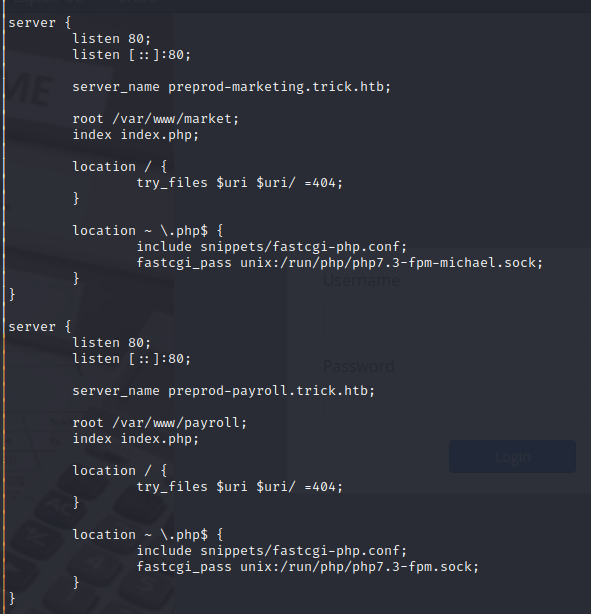 server {
        listen 80;
        listen [::]:80;

        server_name preprod-marketing.trick.htb;

        root /var/www/market;
        index index.php;

        location / {
                try_files $uri $uri/ =404;
        }

        location ~ \.php$ {
                include snippets/fastcgi-php.conf;
                fastcgi_pass unix:/run/php/php7.3-fpm-michael.sock;
        }
Username
}

server {
        listen 80;
        listen [::]:80;
Password

        server_name preprod-payroll.trick.htb;

        root /var/www/payroll;
        index index.php;

        location / {
Login
                try_files $uri $uri/ =404;
        }

        location ~ \.php$ {
                include snippets/fastcgi-php.conf;
                fastcgi_pass unix:/run/php/php7.3-fpm.sock;
        }
}